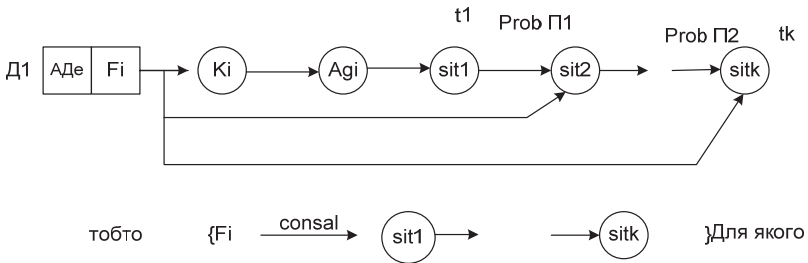 t1 Prob П1 Prob П2 tk
Д1 АДе Fi Ki Agi sit1 sit2 sitk
тобто {Fi consal sit1 sitk }Для якого